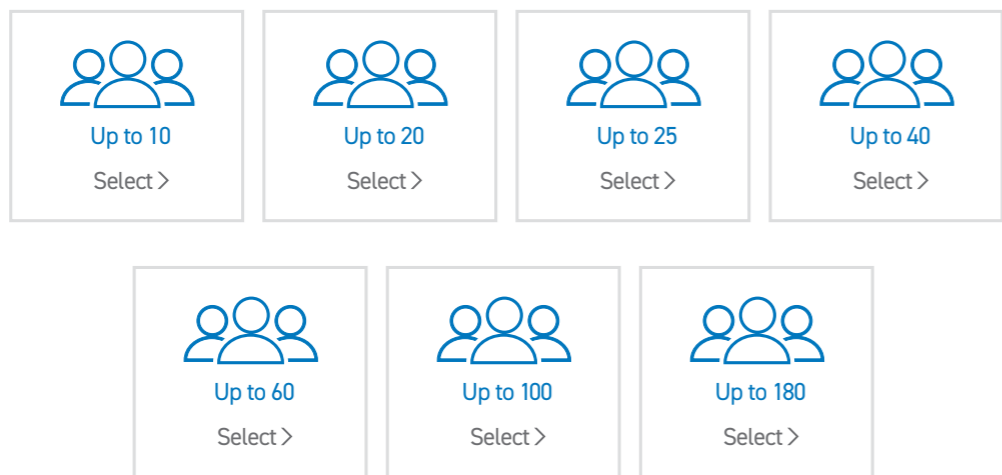 Up to 10
Select >
Up to 20
Select >
Up to 25
Select >
Up to 40
Select >
Up to 60
Select >
Up to 100
Select >
Up to 180
Select >